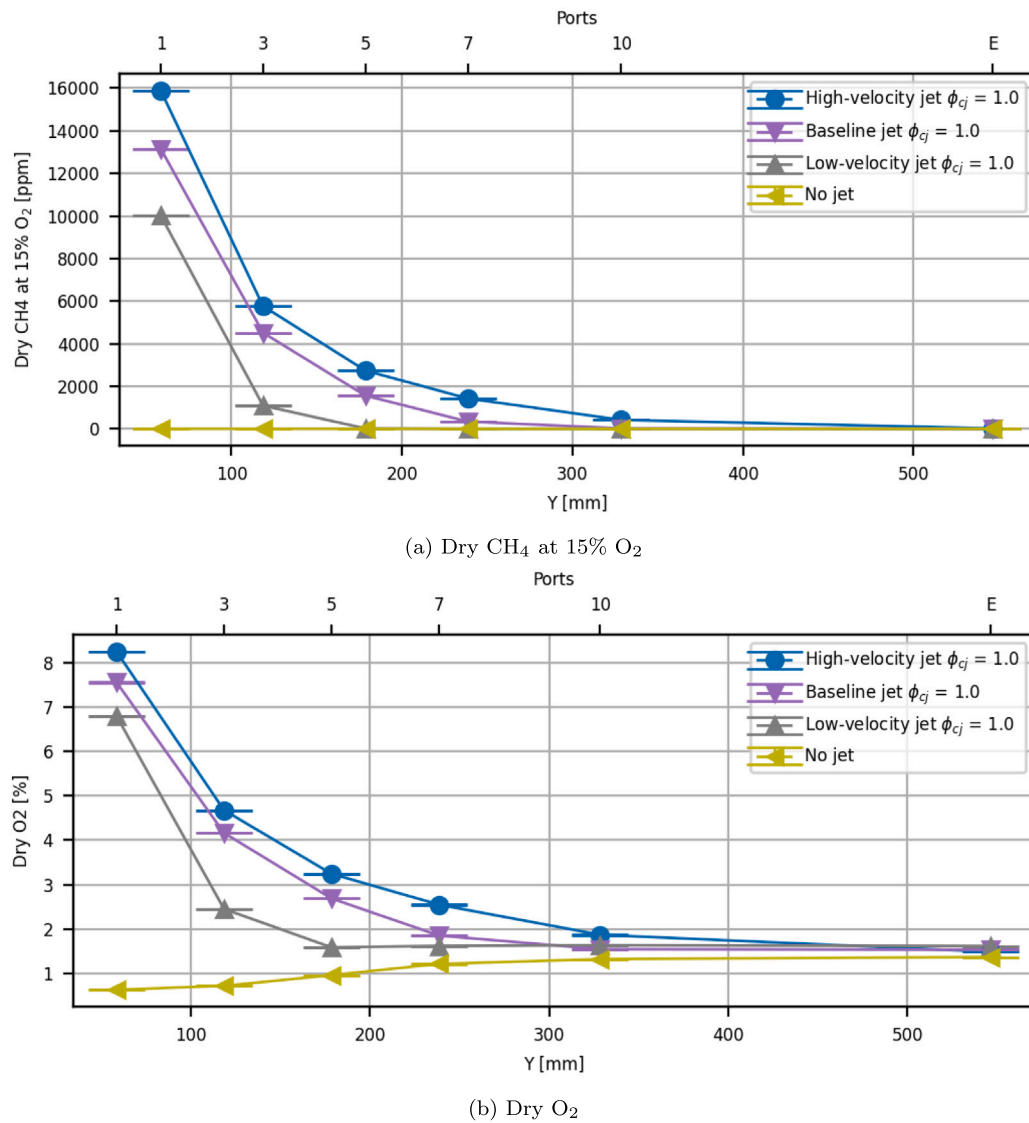 Ports
1 3 5 7 10 E
16000
14000
12000
10000
8000
6000
4000
2000
0
Dry CH4 at 15% O₂ [ppm]
High-velocity jet ϕcj = 1.0
Baseline jet ϕcj = 1.0
Low-velocity jet ϕcj = 1.0
No jet
100 200 300 400 500
Y [mm]
(a) Dry CH₄ at 15% O₂
Ports
1 3 5 7 10 E
8
7
6
5
4
3
2
1
Dry O2 [%]
High-velocity jet ϕcj = 1.0
Baseline jet ϕcj = 1.0
Low-velocity jet ϕcj = 1.0
No jet
100 200 300 400 500
Y [mm]
(b) Dry O₂